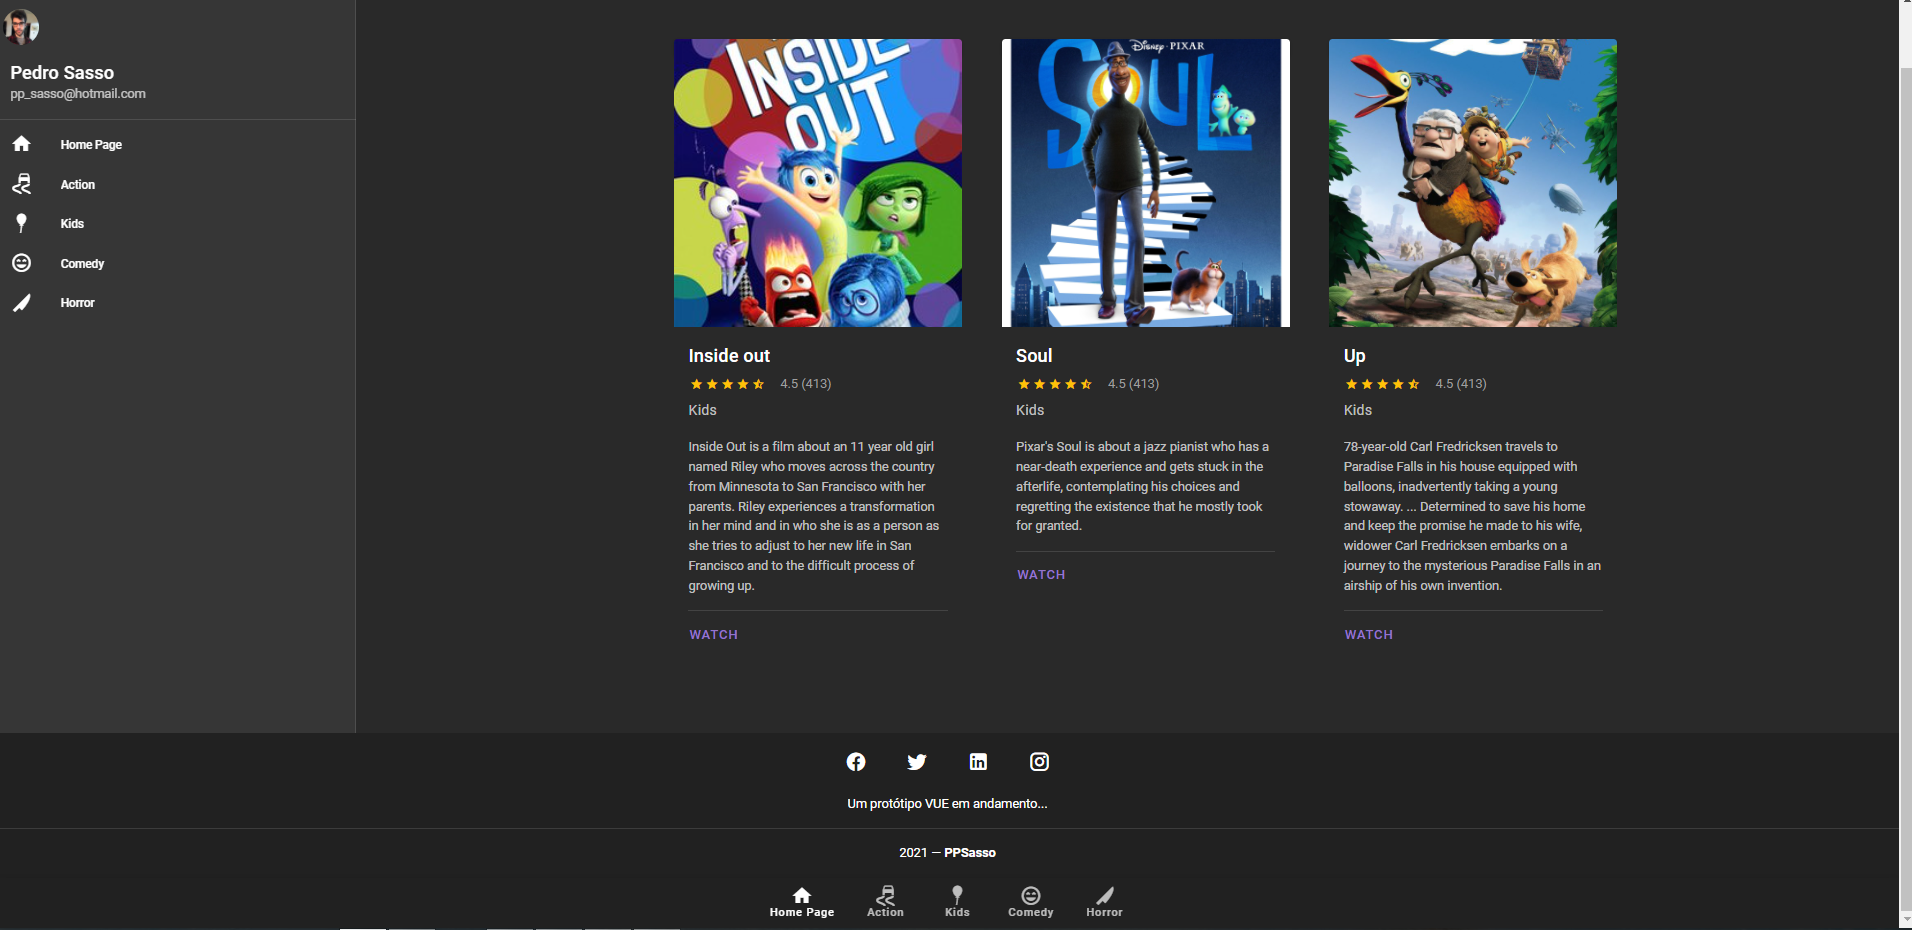 Pedro Sasso
pp_sasso@hotmail.com
Home Page
Action
Kids
Comedy
Horror
INSIDE
OUT
Inside out
4.5 (413)
Kids
Inside Out is a film about an 11 year old girl
named Riley who moves across the country
from Minnesota to San Francisco with her
parents. Riley experiences a transformation
in her mind and in who she is as a person as
she tries to adjust to her new life in San
Francisco and to the difficult process of
growing up.
WATCH
Disney · PIXAR
SOUL
Soul
4.5 (413)
Kids
Pixar's Soul is about a jazz pianist who has a
near-death experience and gets stuck in the
afterlife, contemplating his choices and
regretting the existence that he mostly took
for granted.
WATCH
Up
4.5 (413)
Kids
78-year-old Carl Fredricksen travels to
Paradise Falls in his house equipped with
balloons, inadvertently taking a young
stowaway. ... Determined to save his home
and keep the promise he made to his wife,
widower Carl Fredricksen embarks on a
journey to the mysterious Paradise Falls in an
airship of his own invention.
WATCH
Um protótipo VUE em andamento...
2021 — PPSasso
Home Page
Action
Kids
Comedy
Horror